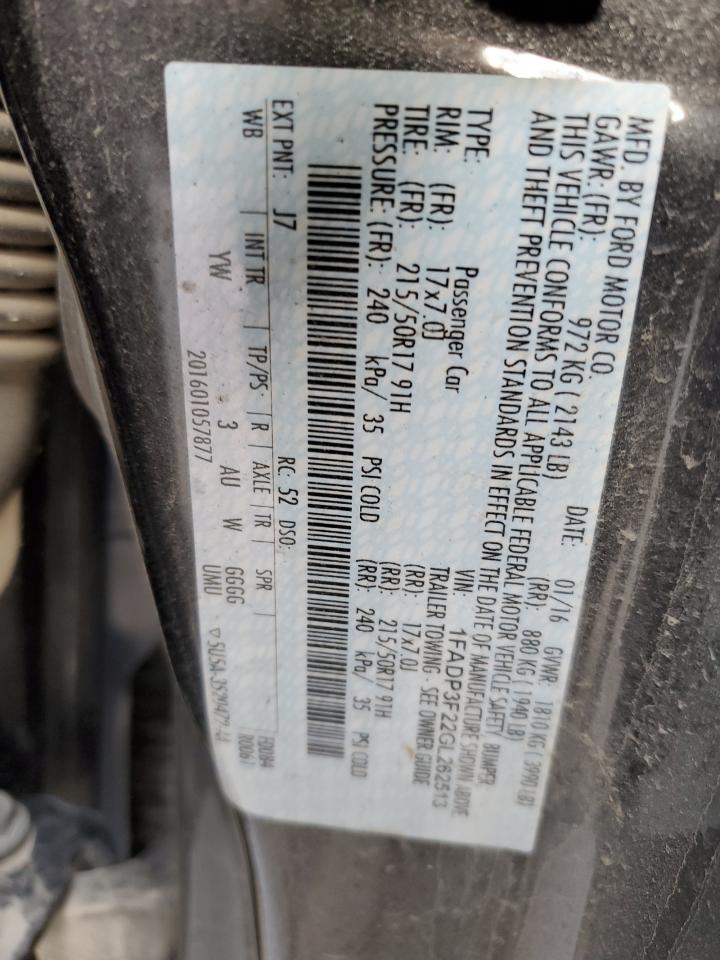 MFD. BY FORD MOTOR CO.
DATE: 01/16 GVWR: 1810 KG ( 3990 LB)
GAWR: (FR): 972 KG ( 2143 LB) (RR): 880 KG ( 1940 LB)
THIS VEHICLE CONFORMS TO ALL APPLICABLE FEDERAL MOTOR VEHICLE SAFETY, BUMPER,
AND THEFT PREVENTION STANDARDS IN EFFECT ON THE DATE OF MANUFACTURE SHOWN ABOVE
VIN: 1FADP3F22GL262513
TYPE: Passenger Car TRAILER TOWING - SEE OWNER GUIDE
RIM: (FR): 17x7.0J (RR): 17x7.0J
TIRE: (FR): 215/50R17 91H (RR): 215/50R17 91H
PRESSURE: (FR): 240 kPa/ 35 PSI COLD (RR): 240 kPa/ 35 PSI COLD
EXT PNT: J7 RC: 52 DSO:
WB INT TR TP/PS R AXLE TR SPR
YW 3 AU W GGGG
201601057877 UMU